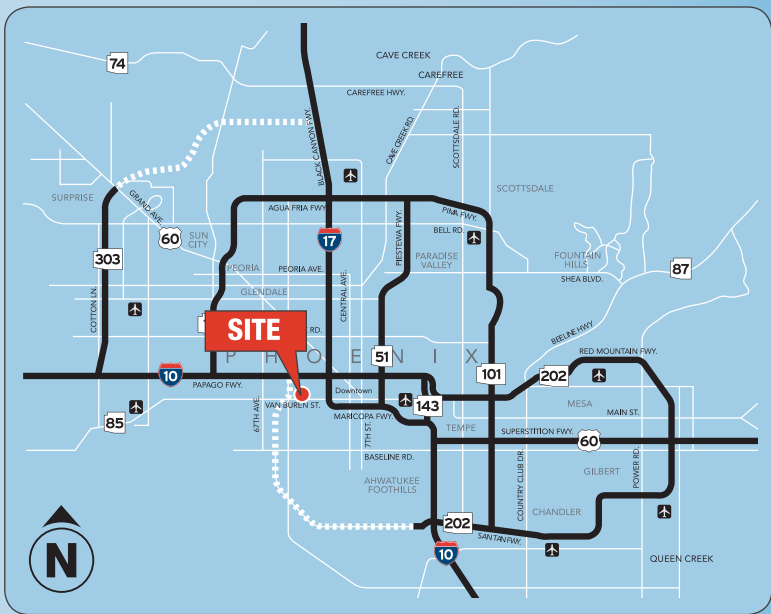 CAVE CREEK
74
CAREFREE
CAREFREE HWY.
BLACK CANYON FWY.
CAVE CREEK RD.
SCOTTSDALE RD.
SURPRISE
GRAND AVE.
SCOTTSDALE
AGUA FRIA FWY.
PIMA FWY.
60
SUN
CITY
17
PIESTEWA FWY.
BELL RD.
303
PEORIA
PEORIA AVE.
CENTRAL AVE.
PARADISE
VALLEY
FOUNTAIN
HILLS
87
SHEA BLVD.
COTTON LN.
GLENDALE
SITE
RD.
BEELINE HWY
PHOENIX
51
RED MOUNTAIN FWY.
10
PAPAGO FWY.
101
202
Downtown
67TH AVE.
VAN BUREN ST.
143
MESA
85
MARICOPA FWY.
MAIN ST.
7TH ST.
TEMPE
SUPERSTITION FWY.
60
BASELINE RD.
COUNTRY CLUB DR.
POWER RD.
AHWATUKEE
FOOTHILLS
GILBERT
202
CHANDLER
SANTAN FWY.
10
N
QUEEN CREEK